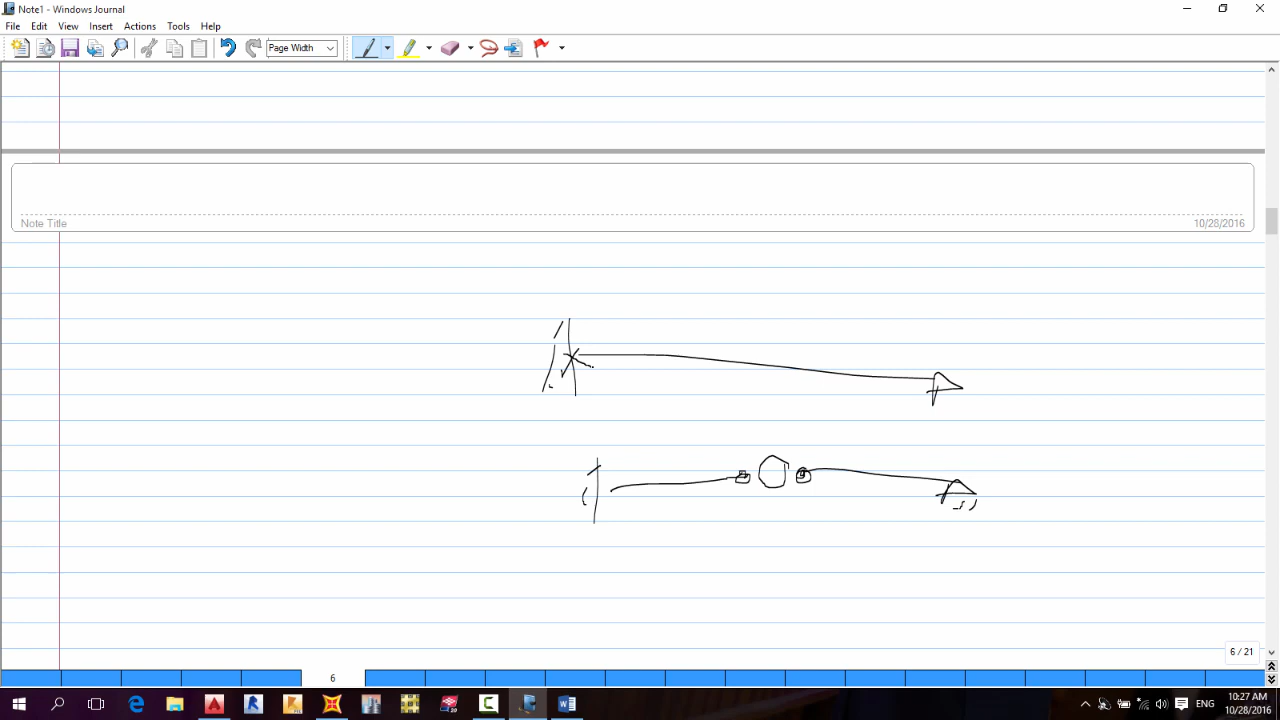 Note1 - Windows Journal
File Edit View Insert Actions Tools Help
Page Width
Note Title
10/28/2016
6 / 21
6
10:27 AM
ENG
10/28/2016